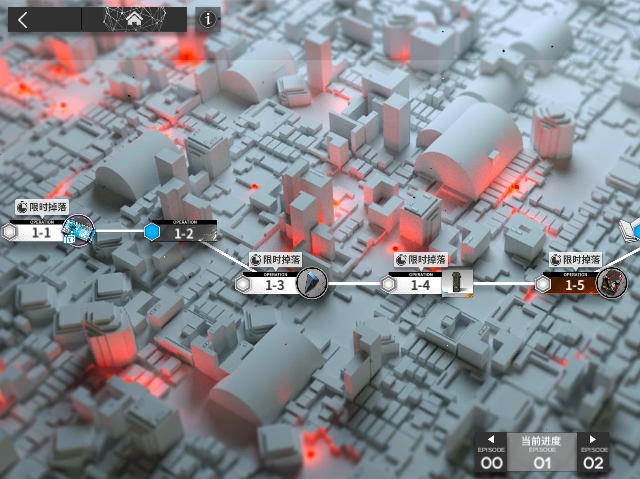 i
限时掉落
OPERATION
1-1
OPERATION
1-2
限时掉落
OPERATION
1-3
限时掉落
OPERATION
1-4
限时掉落
OPERATION
1-5
EPISODE
00
当前进度
EPISODE
01
EPISODE
02